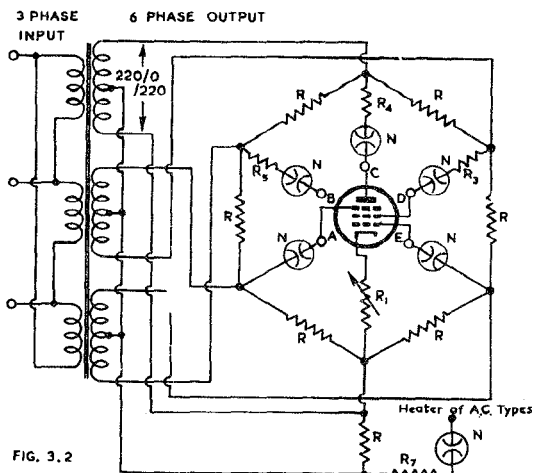 3 PHASE INPUT
6 PHASE OUTPUT
220/0
/220
R
R4
R
N
C
R5
N
B
D
N
R3
R
R
N
A
E
N
R1
R
R
Heater of A.C. Types
R
R7
N
FIG. 3.2